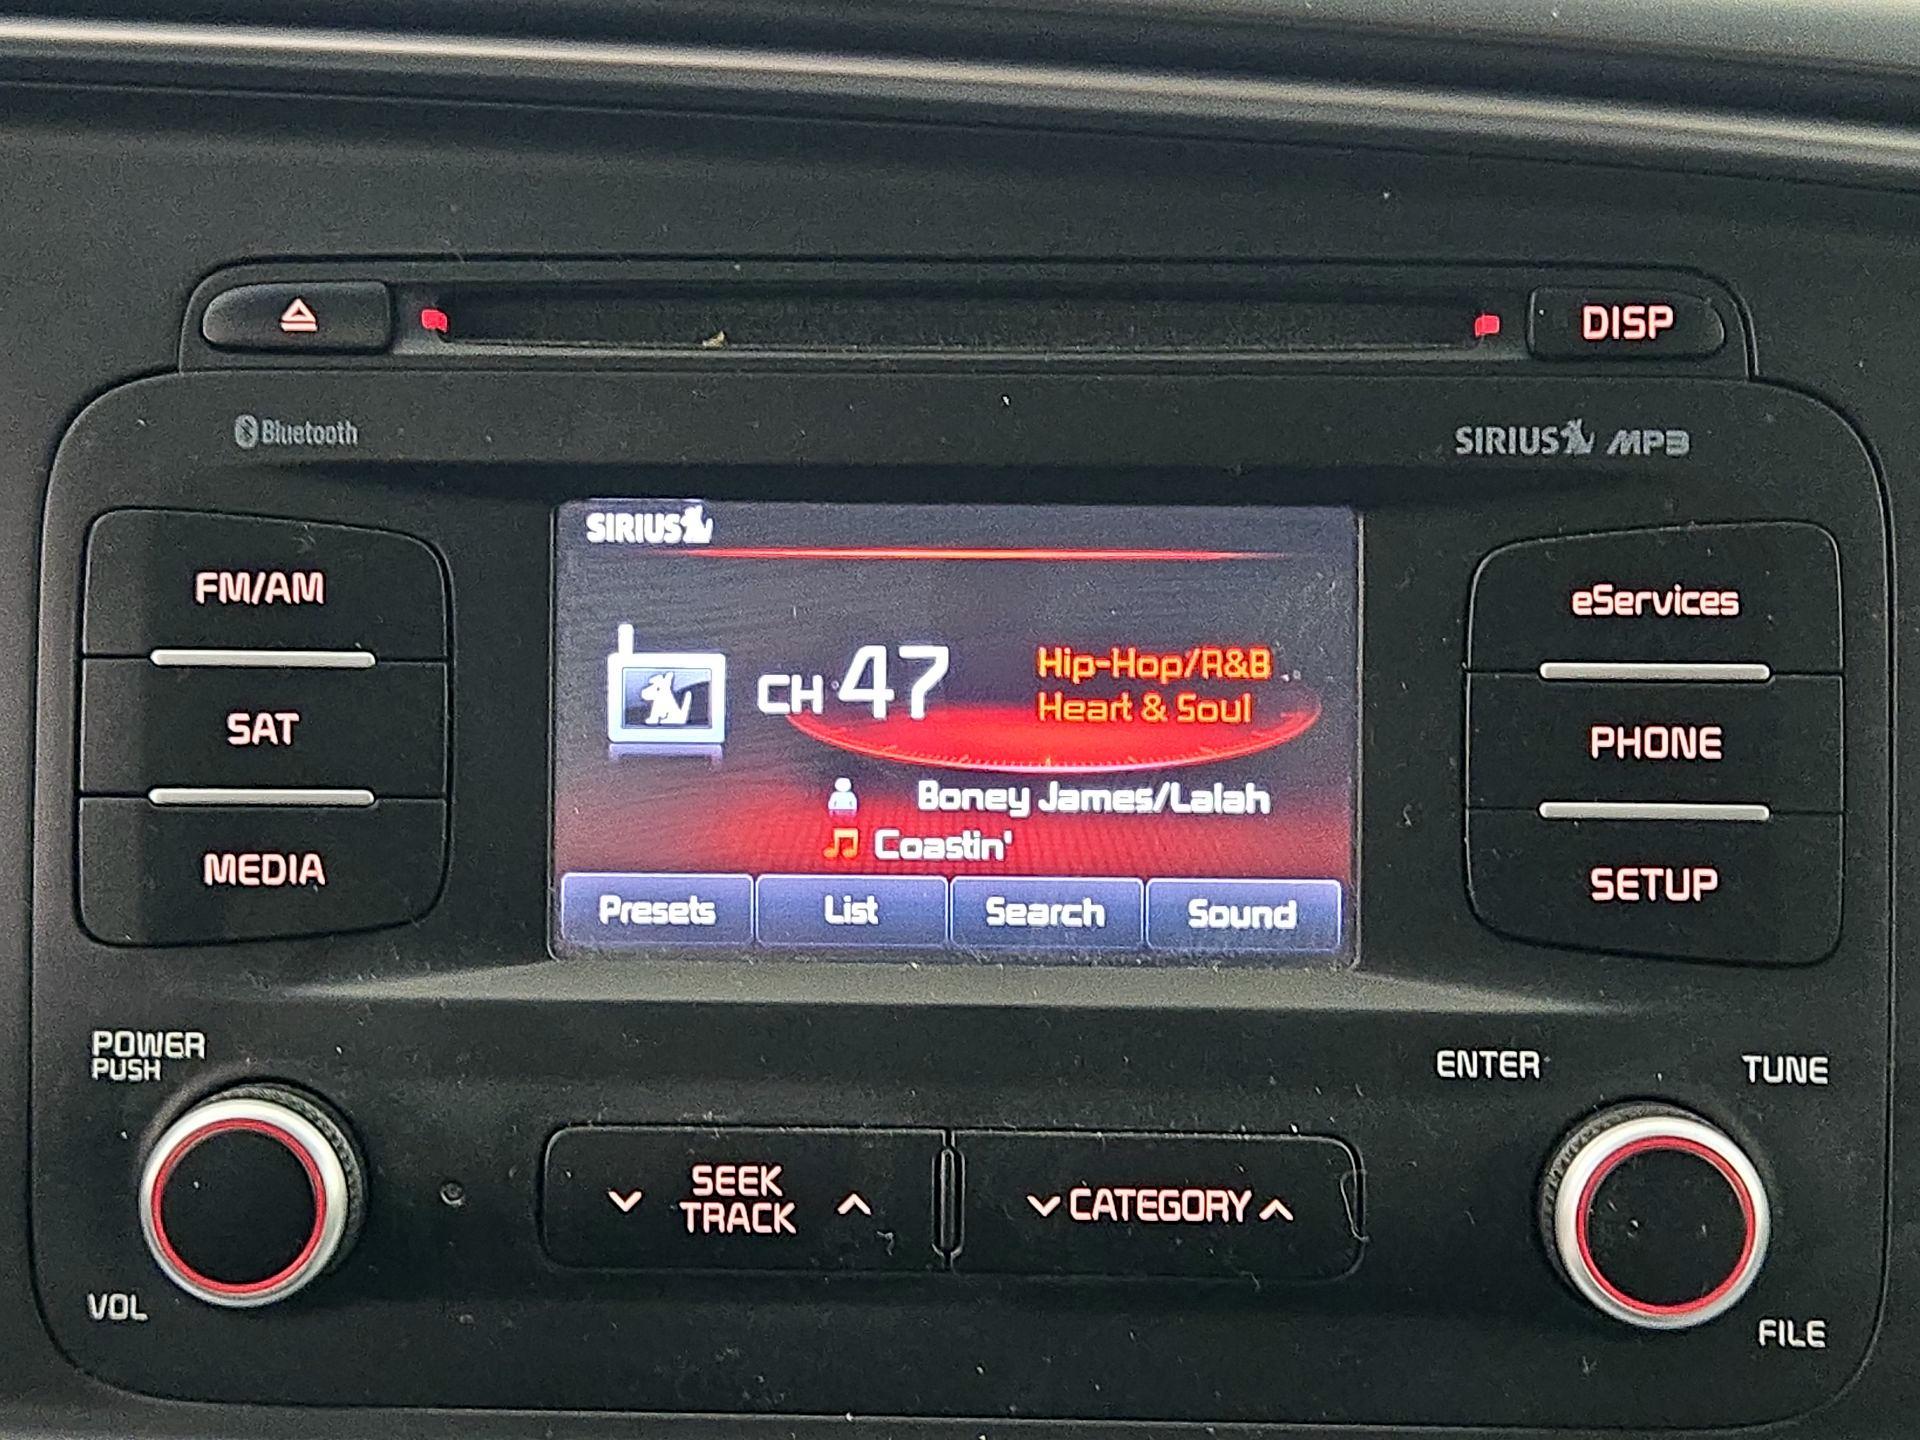 DISP
Bluetooth
SIRIUS MP3
SIRIUS
FM/AM
SAT
MEDIA
CH 47
Hip-Hop/R&B
Heart & Soul
Boney James/Lalah
Coastin'
Presets List Search Sound
eServices
PHONE
SETUP
POWER
PUSH
VOL
SEEK
TRACK
CATEGORY
ENTER
TUNE
FILE